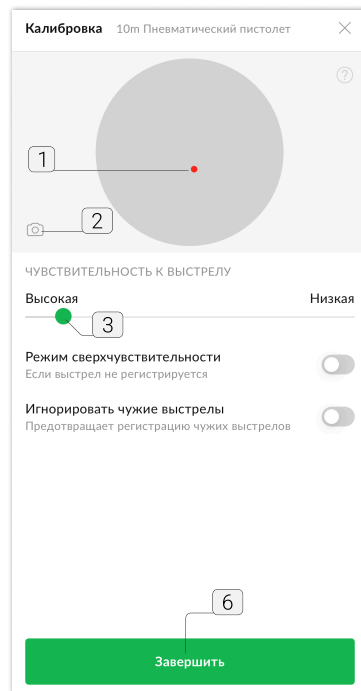 Калибровка 10m Пневматический пистолет
?
1
2
ЧУВСТВИТЕЛЬНОСТЬ К ВЫСТРЕЛУ
Высокая Низкая
3
Режим сверхчувствительности
Если выстрел не регистрируется
Игнорировать чужие выстрелы
Предотвращает регистрацию чужих выстрелов
6
Завершить